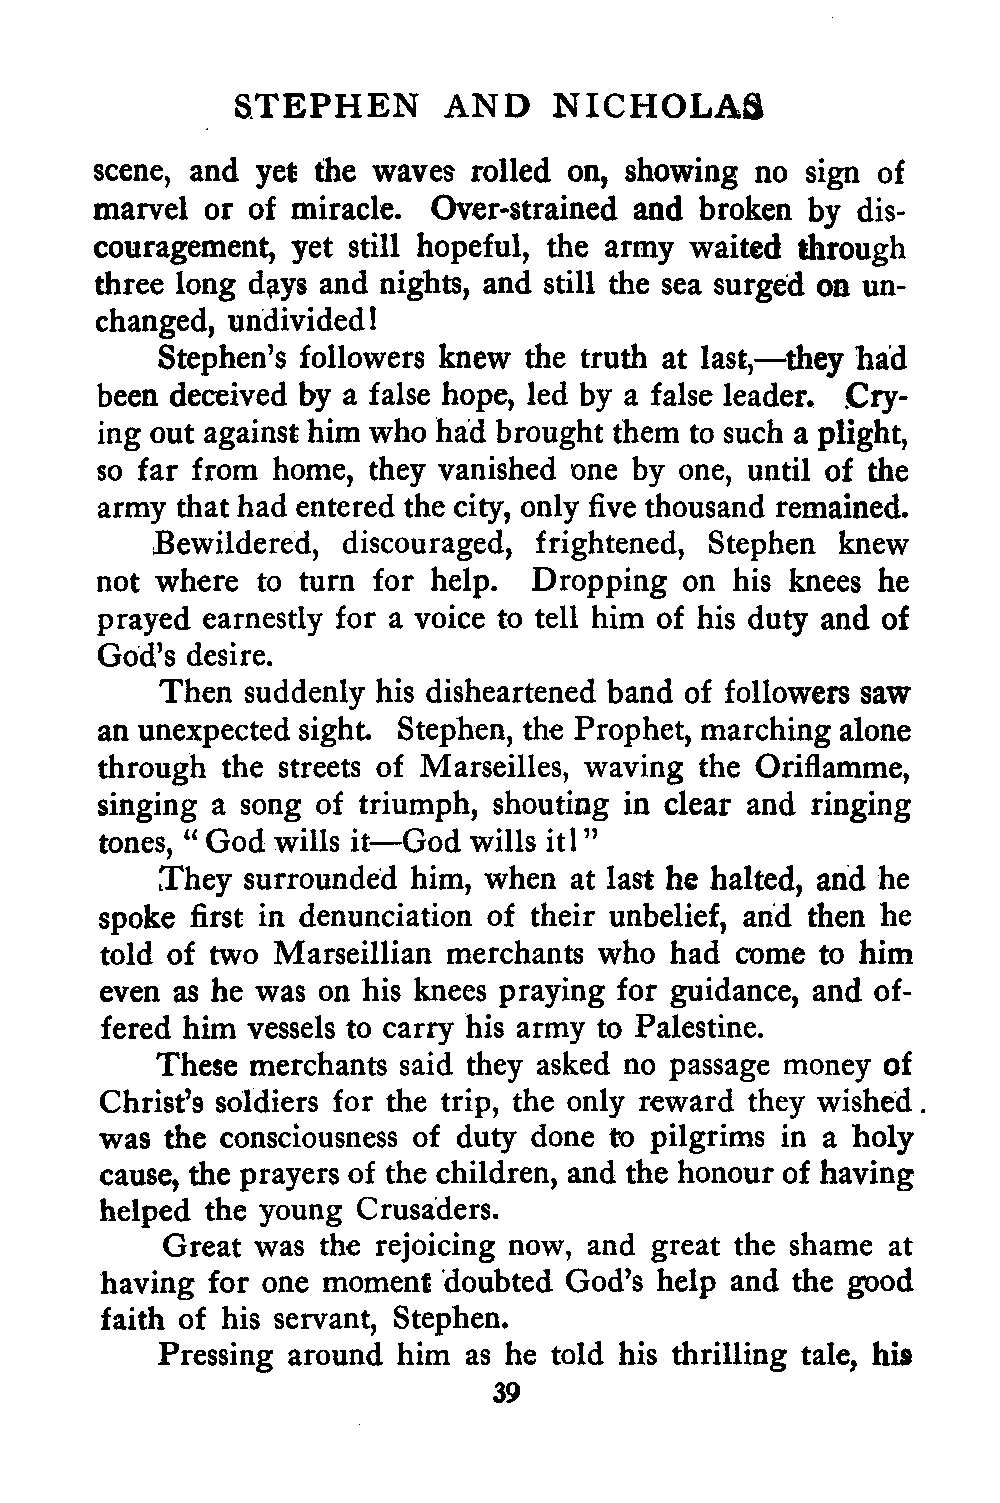 STEPHEN AND NICHOLAS
scene, and yet the waves rolled on, showing no sign of
marvel or of miracle. Over-strained and broken by dis-
couragement, yet still hopeful, the army waited through
three long days and nights, and still the sea surged on un-
changed, undivided!
Stephen's followers knew the truth at last,—they had
been deceived by a false hope, led by a false leader. Cry-
ing out against him who had brought them to such a plight,
so far from home, they vanished one by one, until of the
army that had entered the city, only five thousand remained.
Bewildered, discouraged, frightened, Stephen knew
not where to turn for help. Dropping on his knees he
prayed earnestly for a voice to tell him of his duty and of
God's desire.
Then suddenly his disheartened band of followers saw
an unexpected sight. Stephen, the Prophet, marching alone
through the streets of Marseilles, waving the Oriflamme,
singing a song of triumph, shouting in clear and ringing
tones, “ God wills it—God wills it! ”
They surrounded him, when at last he halted, and he
spoke first in denunciation of their unbelief, and then he
told of two Marseillian merchants who had come to him
even as he was on his knees praying for guidance, and of-
fered him vessels to carry his army to Palestine.
These merchants said they asked no passage money of
Christ's soldiers for the trip, the only reward they wished
was the consciousness of duty done to pilgrims in a holy
cause, the prayers of the children, and the honour of having
helped the young Crusaders.
Great was the rejoicing now, and great the shame at
having for one moment doubted God's help and the good
faith of his servant, Stephen.
Pressing around him as he told his thrilling tale, his
39